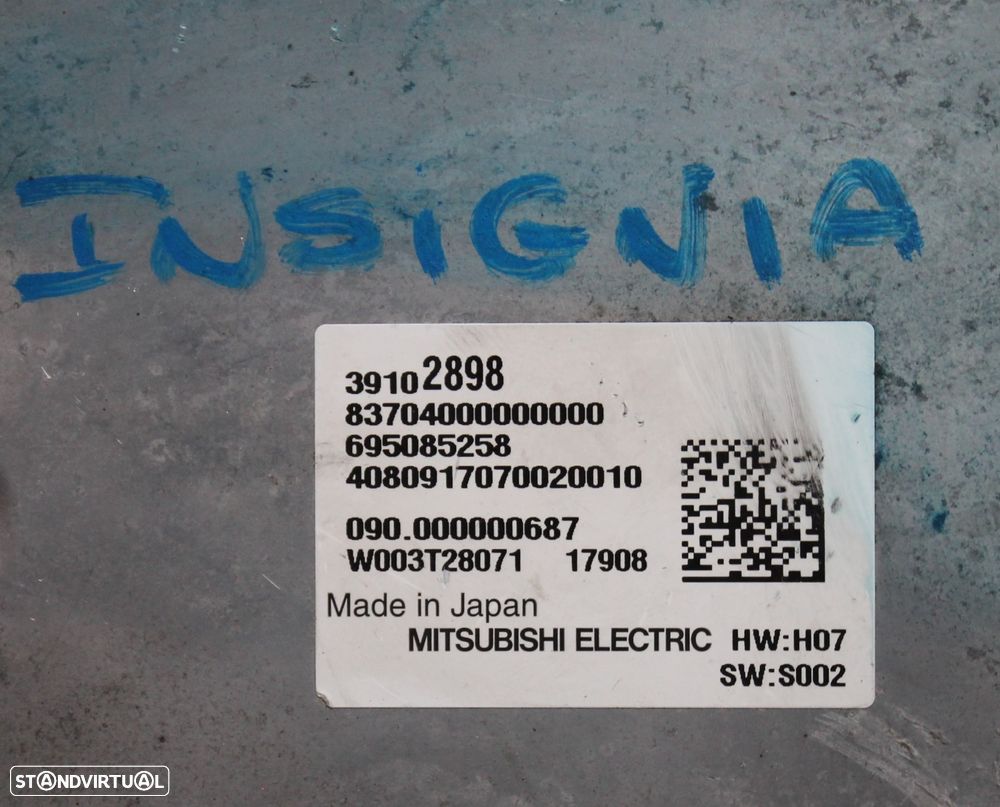 INSIGNIA
39102898
83704000000000
695085258
4080917070020010
090.000000687
W003T28071 17908
Made in Japan
MITSUBISHI ELECTRIC HW:H07
SW:S002
STANDVIRTUAL